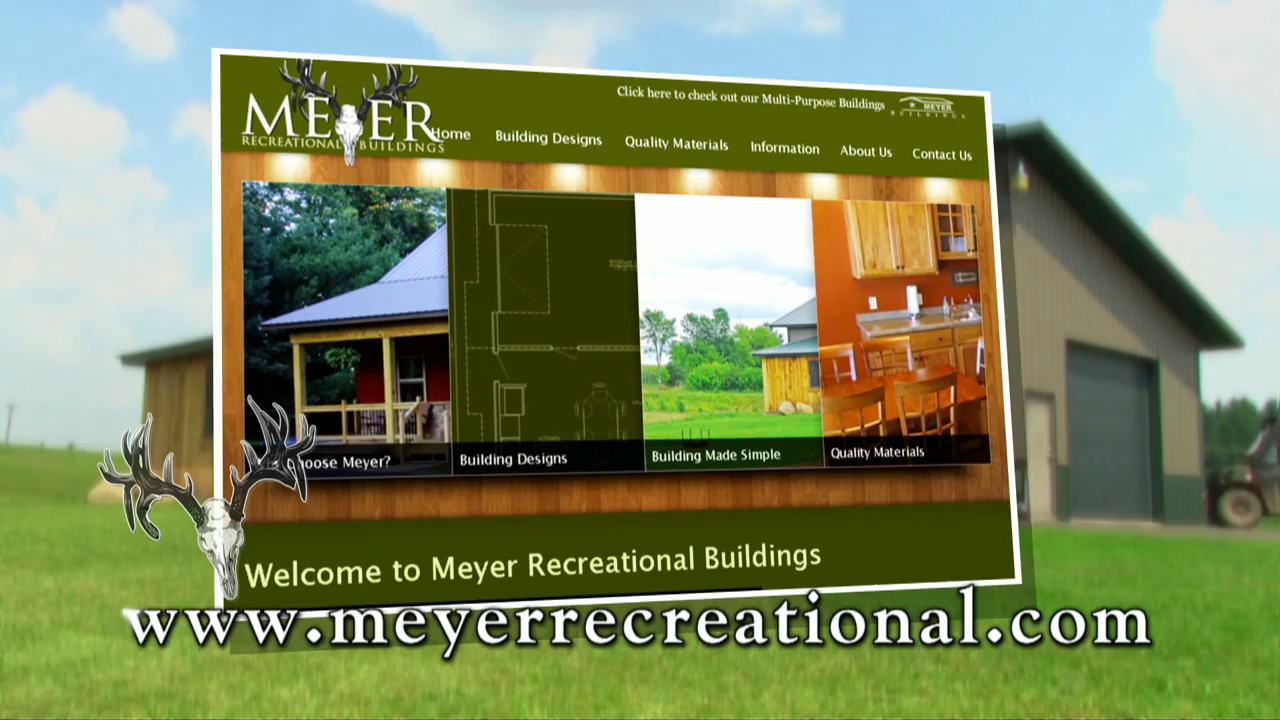 Click here to check out our Multi-Purpose Buildings
MEYER
BUILDINGS
MEYER
RECREATIONAL BUILDINGS
Home Building Designs Quality Materials Information About Us Contact Us
Meyer?
Building Designs
Building Made Simple
Quality Materials
Welcome to Meyer Recreational Buildings
www.meyerrecreational.com